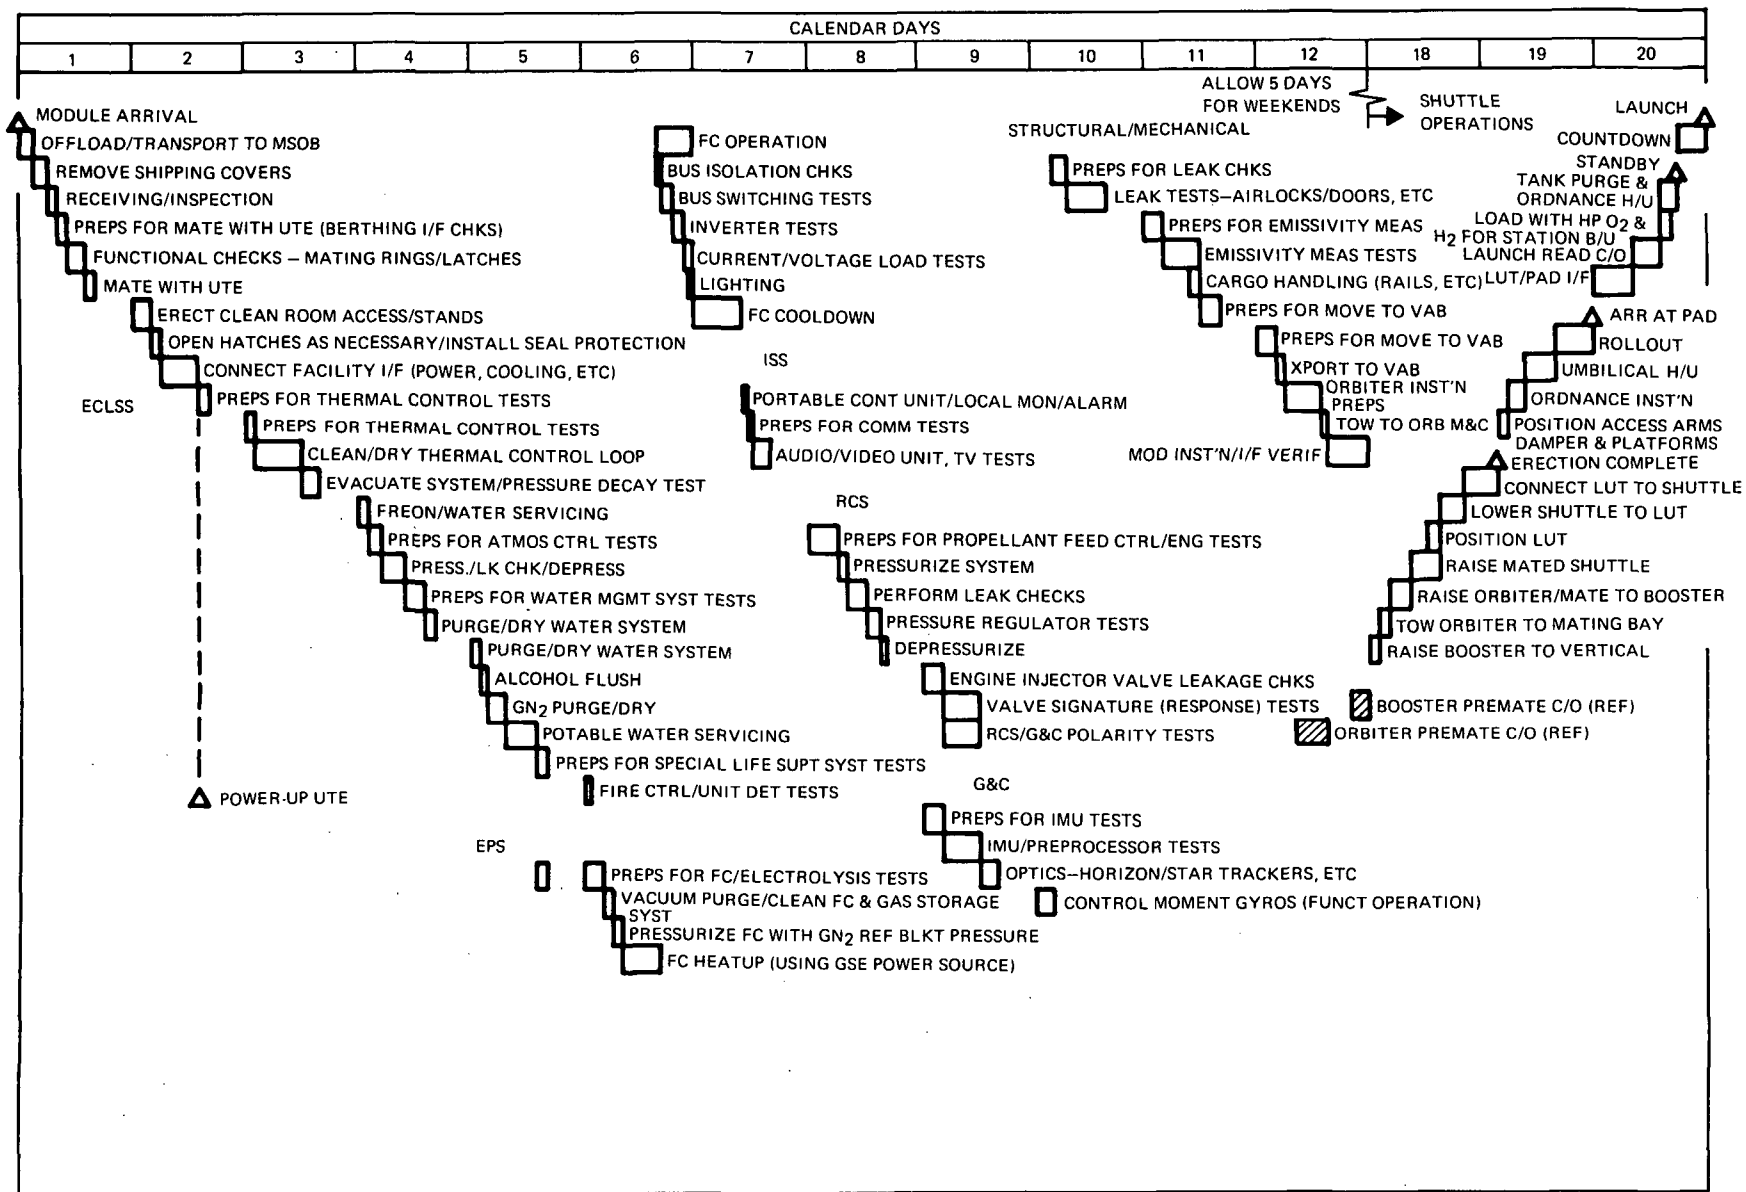 CALENDAR DAYS
1 2 3 4 5 6 7 8 9 10 11 12 18 19 20
ALLOW 5 DAYS
FOR WEEKENDS
SHUTTLE
OPERATIONS
MODULE ARRIVAL
OFFLOAD/TRANSPORT TO MSOB
REMOVE SHIPPING COVERS
RECEIVING/INSPECTION
PREPS FOR MATE WITH UTE (BERTHING I/F CHKS)
FUNCTIONAL CHECKS – MATING RINGS/LATCHES
MATE WITH UTE
ERECT CLEAN ROOM ACCESS/STANDS
OPEN HATCHES AS NECESSARY/INSTALL SEAL PROTECTION
CONNECT FACILITY I/F (POWER, COOLING, ETC)
PREPS FOR THERMAL CONTROL TESTS
ECLSS
PREPS FOR THERMAL CONTROL TESTS
CLEAN/DRY THERMAL CONTROL LOOP
EVACUATE SYSTEM/PRESSURE DECAY TEST
FREON/WATER SERVICING
PREPS FOR ATMOS CTRL TESTS
PRESS./LK CHK/DEPRESS
PREPS FOR WATER MGMT SYST TESTS
PURGE/DRY WATER SYSTEM
PURGE/DRY WATER SYSTEM
ALCOHOL FLUSH
GN2 PURGE/DRY
POTABLE WATER SERVICING
PREPS FOR SPECIAL LIFE SUPT SYST TESTS
FIRE CTRL/UNIT DET TESTS
POWER-UP UTE
EPS
PREPS FOR FC/ELECTROLYSIS TESTS
VACUUM PURGE/CLEAN FC & GAS STORAGE
SYST
PRESSURIZE FC WITH GN2 REF BLKT PRESSURE
FC HEATUP (USING GSE POWER SOURCE)
FC OPERATION
BUS ISOLATION CHKS
BUS SWITCHING TESTS
INVERTER TESTS
CURRENT/VOLTAGE LOAD TESTS
LIGHTING
FC COOLDOWN
ISS
PORTABLE CONT UNIT/LOCAL MON/ALARM
PREPS FOR COMM TESTS
AUDIO/VIDEO UNIT, TV TESTS
RCS
PREPS FOR PROPELLANT FEED CTRL/ENG TESTS
PRESSURIZE SYSTEM
PERFORM LEAK CHECKS
PRESSURE REGULATOR TESTS
DEPRESSURIZE
ENGINE INJECTOR VALVE LEAKAGE CHKS
VALVE SIGNATURE (RESPONSE) TESTS
RCS/G&C POLARITY TESTS
G&C
PREPS FOR IMU TESTS
IMU/PREPROCESSOR TESTS
OPTICS–HORIZON/STAR TRACKERS, ETC
CONTROL MOMENT GYROS (FUNCT OPERATION)
STRUCTURAL/MECHANICAL
PREPS FOR LEAK CHKS
LEAK TESTS–AIRLOCKS/DOORS, ETC
PREPS FOR EMISSIVITY MEAS
EMISSIVITY MEAS TESTS
CARGO HANDLING (RAILS, ETC)
PREPS FOR MOVE TO VAB
PREPS FOR MOVE TO VAB
XPORT TO VAB
ORBITER INST'N
PREPS
TOW TO ORB M&C
MOD INST'N/I/F VERIF
LAUNCH
COUNTDOWN
STANDBY
TANK PURGE &
ORDNANCE H/U
LOAD WITH HP O2 &
H2 FOR STATION B/U
LAUNCH READ C/O
LUT/PAD I/F
ARR AT PAD
ROLLOUT
UMBILICAL H/U
ORDNANCE INST'N
POSITION ACCESS ARMS
DAMPER & PLATFORMS
ERECTION COMPLETE
CONNECT LUT TO SHUTTLE
LOWER SHUTTLE TO LUT
POSITION LUT
RAISE MATED SHUTTLE
RAISE ORBITER/MATE TO BOOSTER
TOW ORBITER TO MATING BAY
RAISE BOOSTER TO VERTICAL
BOOSTER PREMATE C/O (REF)
ORBITER PREMATE C/O (REF)